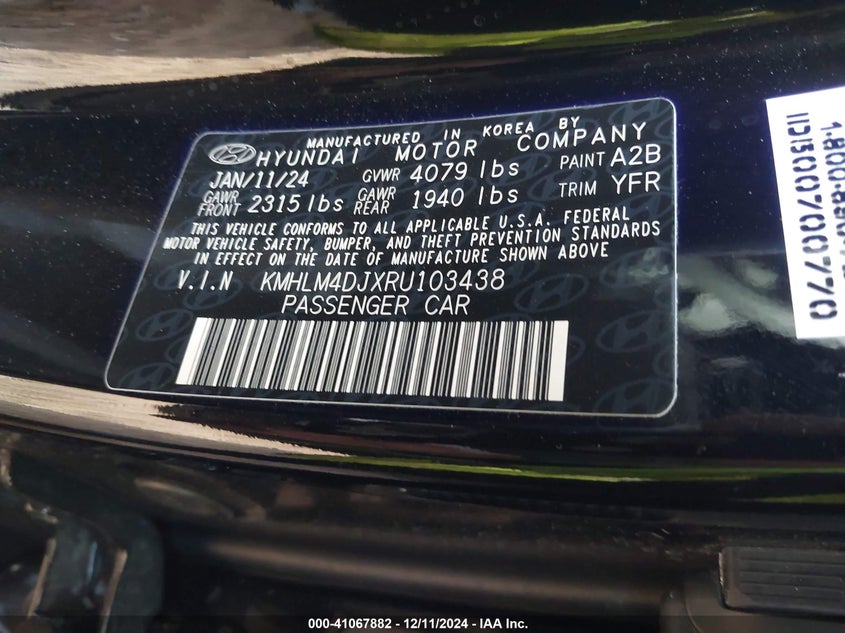 MANUFACTURED IN KOREA BY
HYUNDAI MOTOR COMPANY
JAN/11/24 GVWR 4079 lbs PAINT A2B
GAWR FRONT 2315 lbs GAWR REAR 1940 lbs TRIM YFR
THIS VEHICLE CONFORMS TO ALL APPLICABLE U.S.A. FEDERAL
MOTOR VEHICLE SAFETY, BUMPER, AND THEFT PREVENTION STANDARDS
IN EFFECT ON THE DATE OF MANUFACTURE SHOWN ABOVE
V.I.N KMHLM4DJXRU103438
PASSENGER CAR
000-41067882 - 12/11/2024 - IAA Inc.